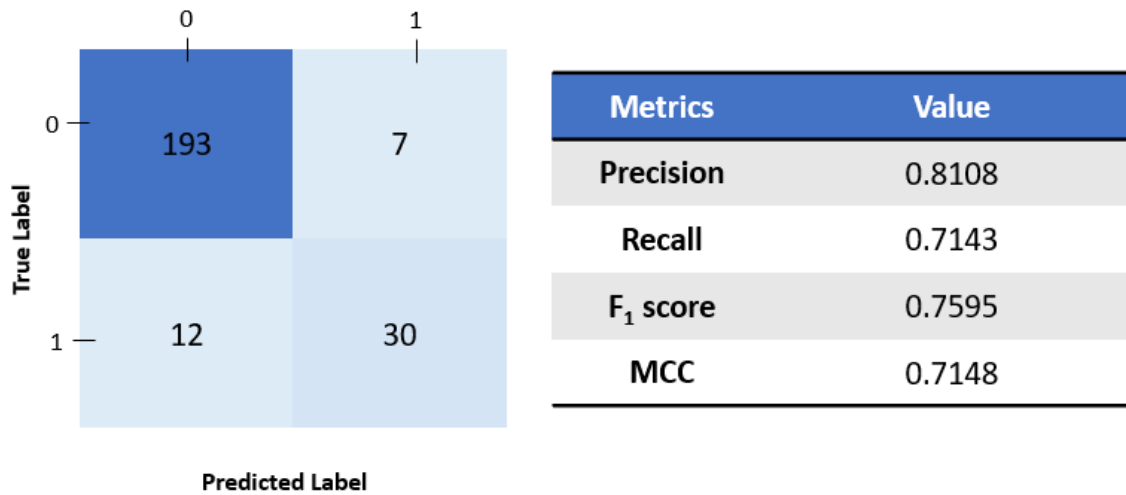 0 1
0
193 7
True Label
1
12 30
Predicted Label
Metrics Value
Precision 0.8108
Recall 0.7143
F₁ score 0.7595
MCC 0.7148